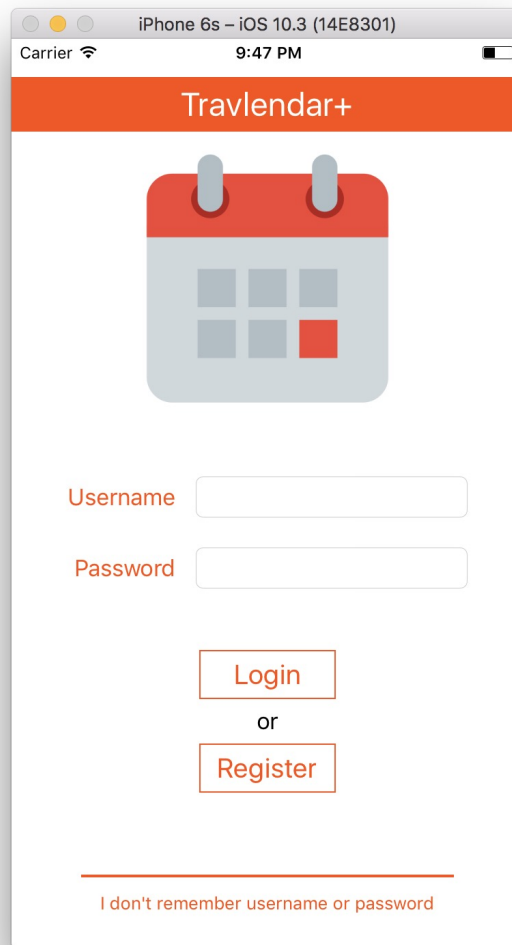 iPhone 6s – iOS 10.3 (14E8301)
Carrier 9:47 PM
Travlendar+
Username
Password
Login
or
Register
I don't remember username or password